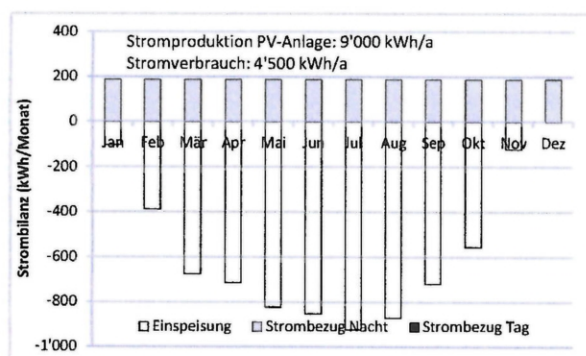 Stromproduktion PV-Anlage: 9'000 kWh/a
Stromverbrauch: 4'500 kWh/a
Strombilanz (kWh/Monat)
400
200
0
-200
-400
-600
-800
-1'000
Jan Feb Mär Apr Mai Jun Jul Aug Sep Okt Nov Dez
Einspeisung Strombezug Nacht Strombezug Tag